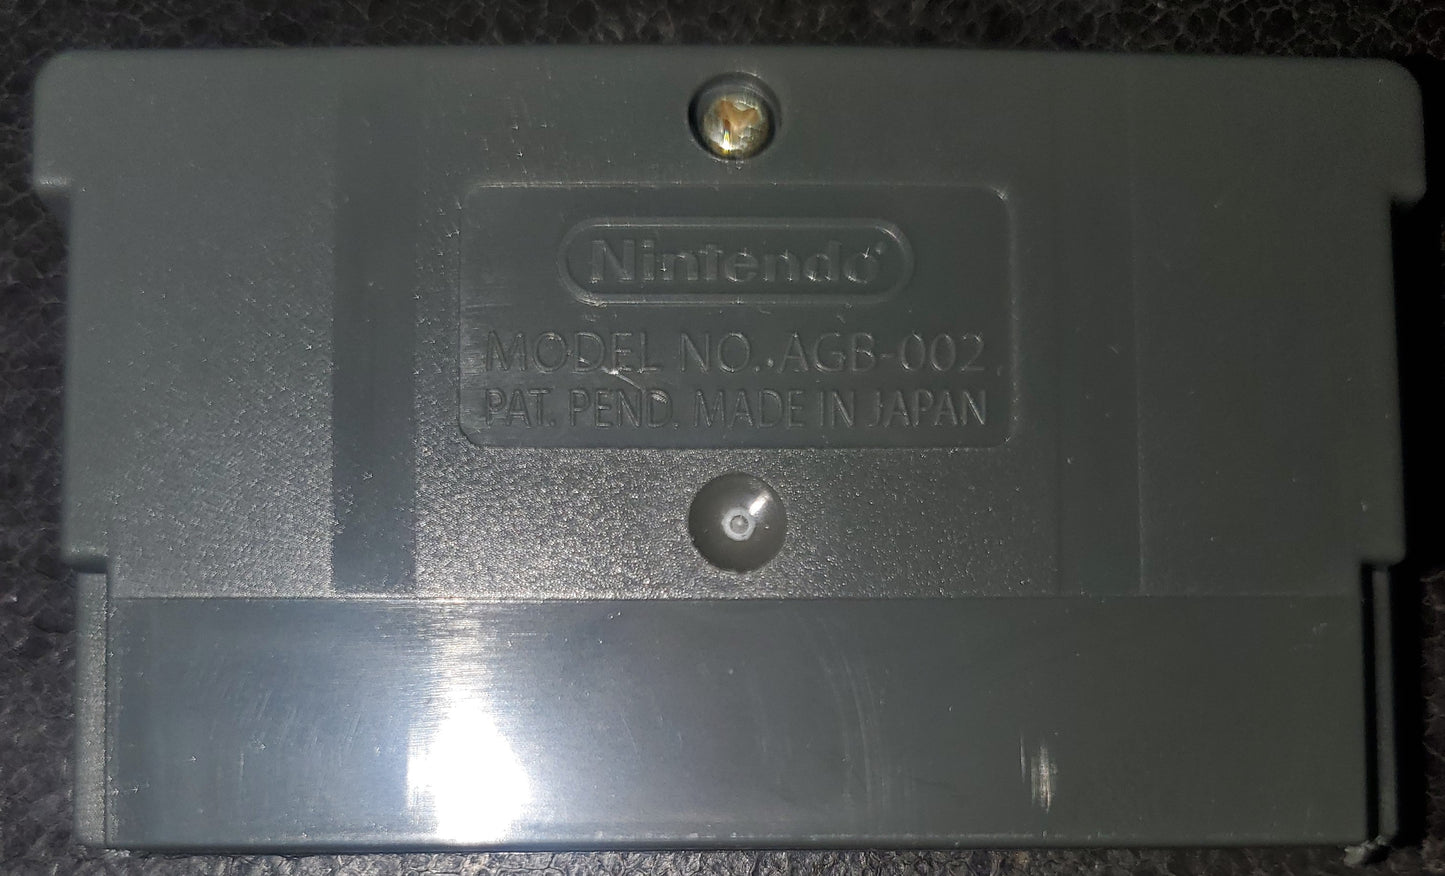 Nintendo
MODEL NO. AGB-002
PAT. PEND. MADE IN JAPAN